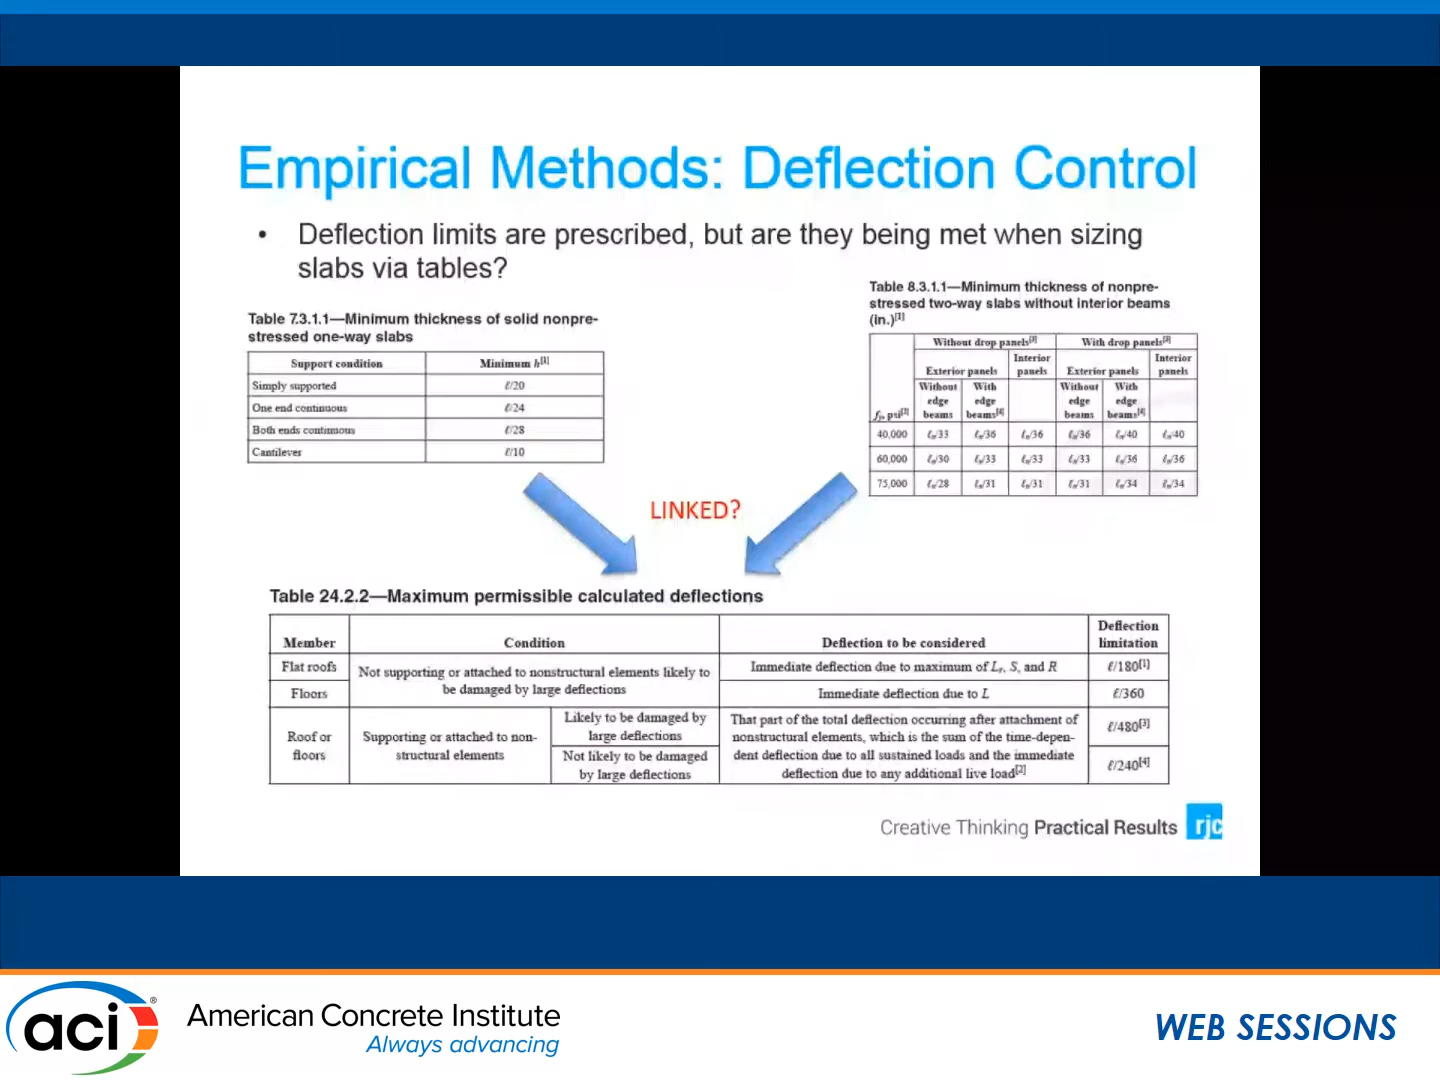 Empirical Methods: Deflection Control
• Deflection limits are prescribed, but are they being met when sizing
slabs via tables?
Table 7.3.1.1—Minimum thickness of solid nonpre-
stressed one-way slabs
Support condition Minimum h[1]
Simply supported ℓ/20
One end continuous ℓ/24
Both ends continuous ℓ/28
Cantilever ℓ/10
Table 8.3.1.1—Minimum thickness of nonpre-
stressed two-way slabs without interior beams
(in.)[1]
Without drop panels[3] With drop panels[3]
Exterior panels Interior panels Exterior panels Interior panels
fy, psi[2] Without edge beams With edge beams[4] Without edge beams With edge beams[4]
40,000 ℓn/33 ℓn/36 ℓn/36 ℓn/36 ℓn/40 ℓn/40
60,000 ℓn/30 ℓn/33 ℓn/33 ℓn/33 ℓn/36 ℓn/36
75,000 ℓn/28 ℓn/31 ℓn/31 ℓn/31 ℓn/34 ℓn/34
LINKED?
Table 24.2.2—Maximum permissible calculated deflections
Member Condition Deflection to be considered Deflection limitation
Flat roofs Not supporting or attached to nonstructural elements likely to
be damaged by large deflections
Immediate deflection due to maximum of Lr, S, and R ℓ/180[1]
Floors Immediate deflection due to L ℓ/360
Roof or
floors
Supporting or attached to non-
structural elements
Likely to be damaged by
large deflections
Not likely to be damaged
by large deflections
That part of the total deflection occurring after attachment of
nonstructural elements, which is the sum of the time-depen-
dent deflection due to all sustained loads and the immediate
deflection due to any additional live load[2]
ℓ/480[3]
ℓ/240[4]
Creative Thinking Practical Results rjc
aci® American Concrete Institute
Always advancing
WEB SESSIONS